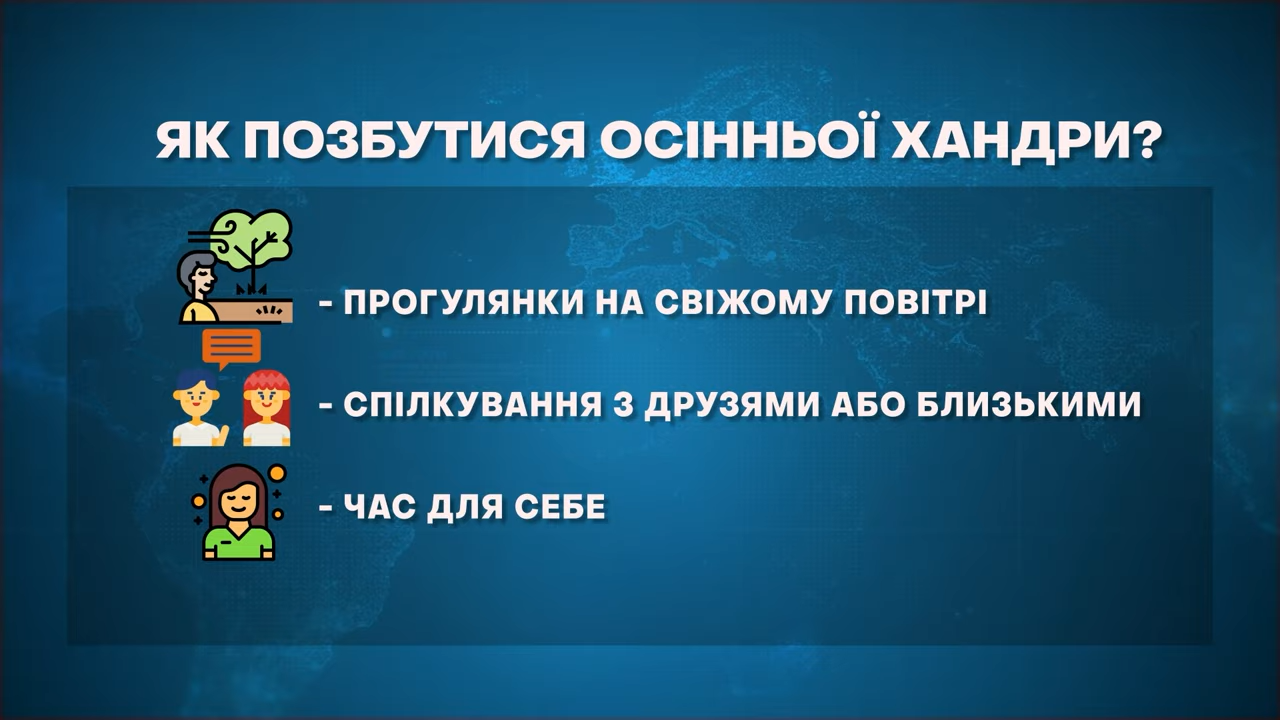 ЯК ПОЗБУТИСЯ ОСІННЬОЇ ХАНДРИ?
- ПРОГУЛЯНКИ НА СВІЖОМУ ПОВІТРІ
- СПІЛКУВАННЯ З ДРУЗЯМИ АБО БЛИЗЬКИМИ
- ЧАС ДЛЯ СЕБЕ